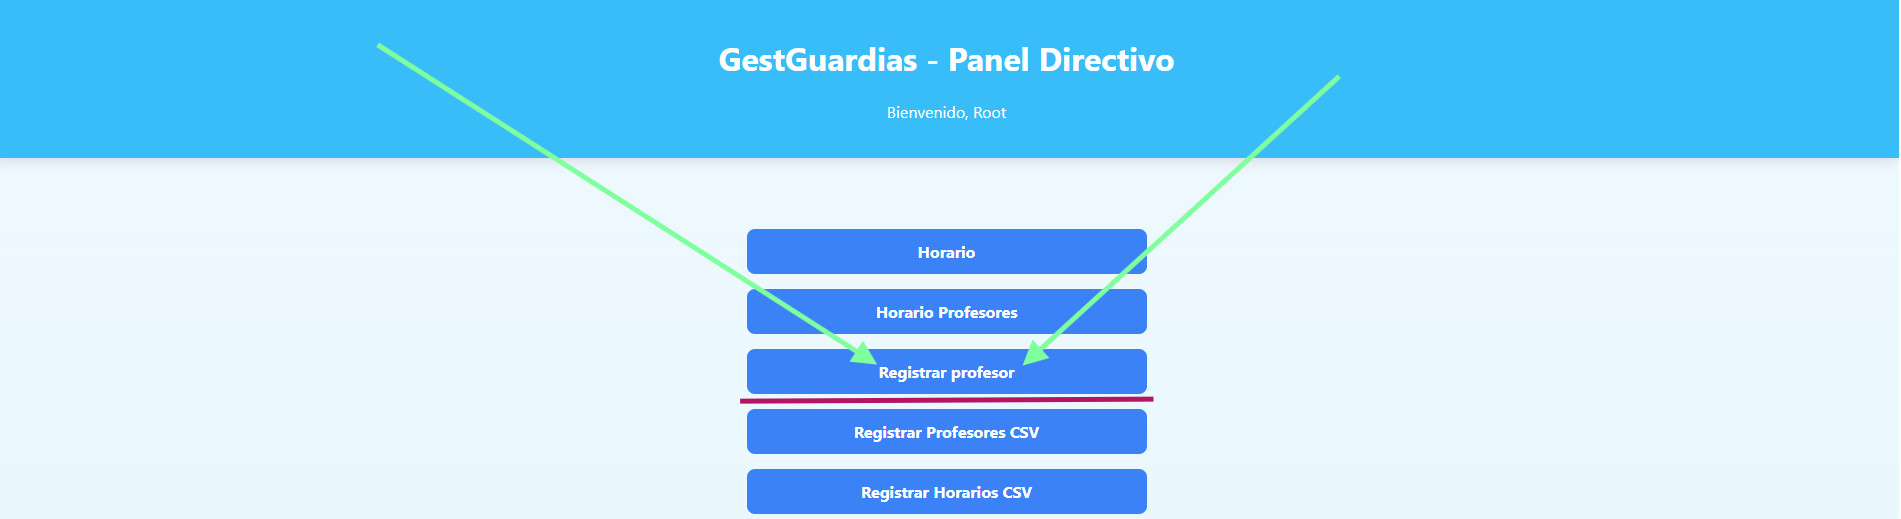 GestGuardias - Panel Directivo
Bienvenido, Root
Horario
Horario Profesores
Registrar profesor
Registrar Profesores CSV
Registrar Horarios CSV